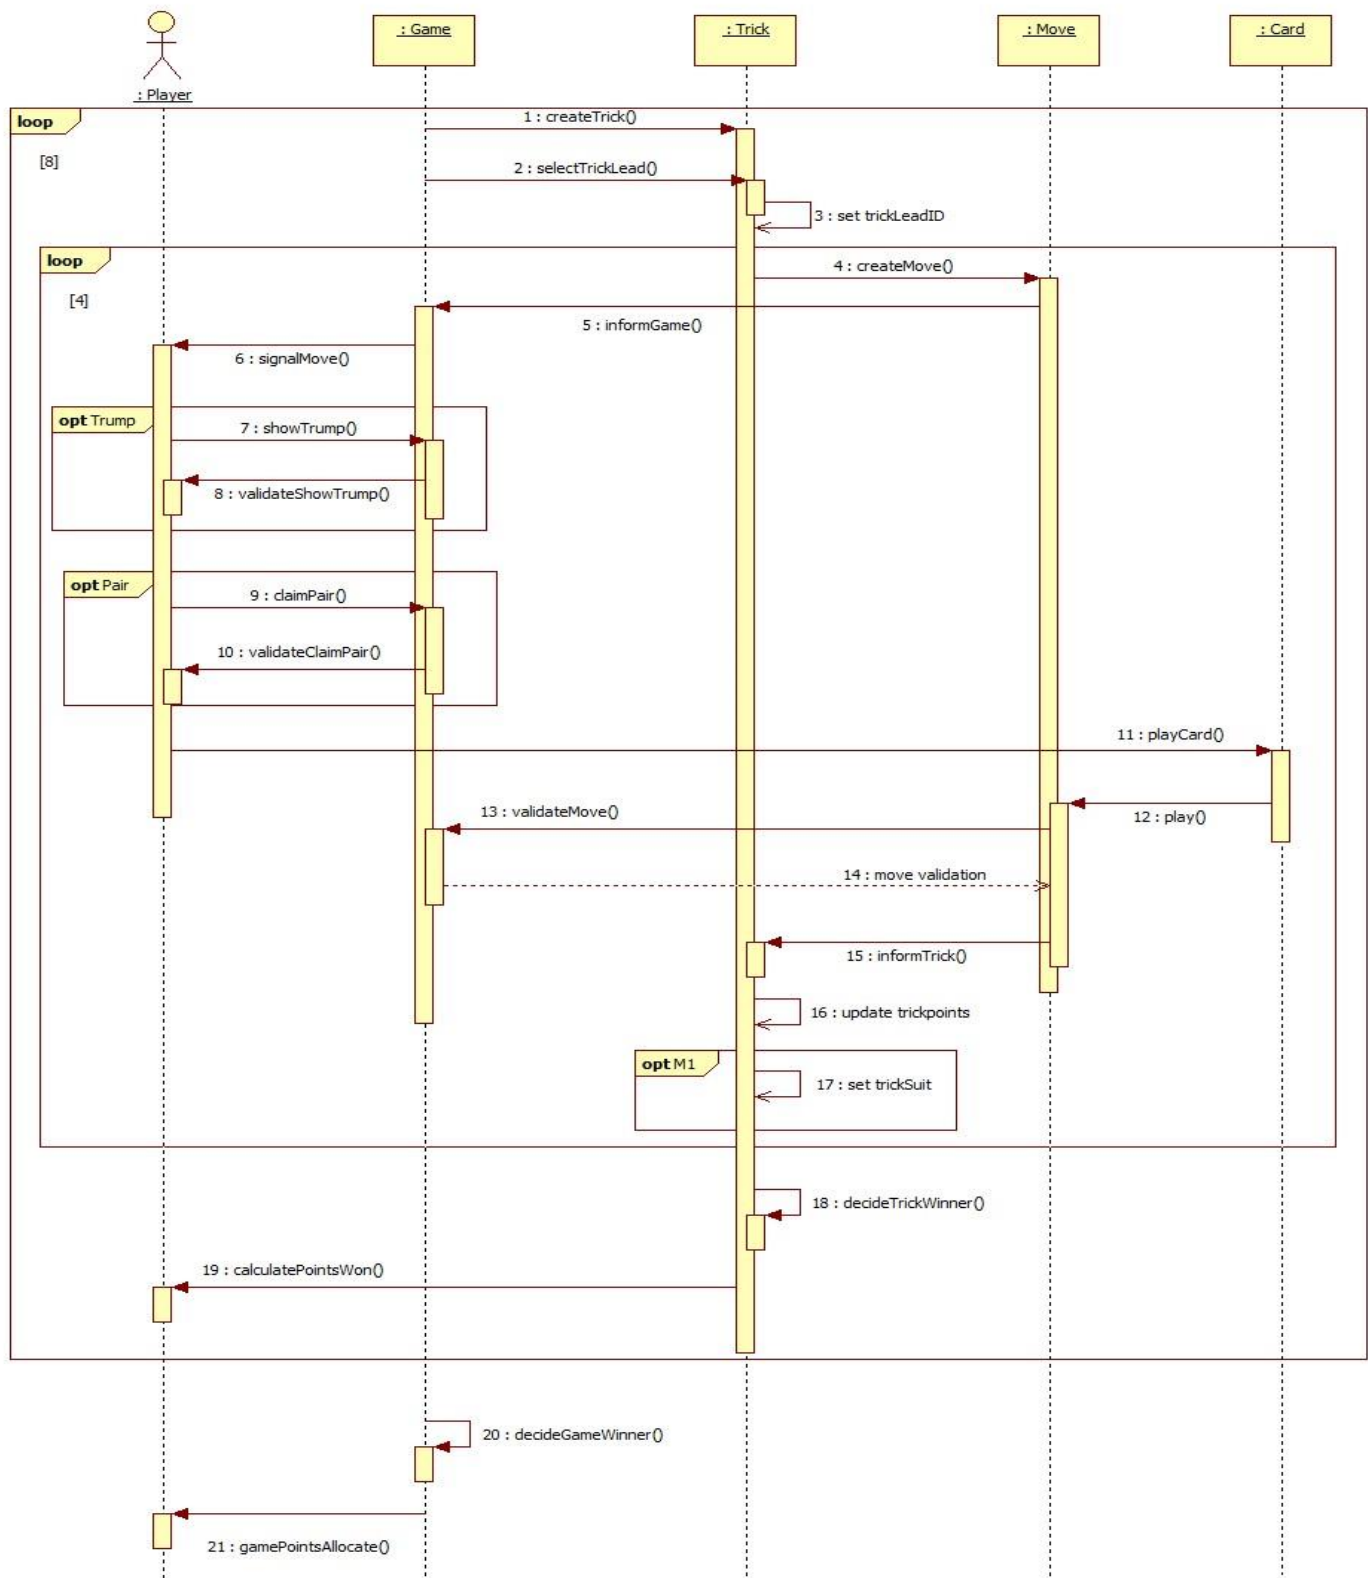 : Game
: Trick
: Move
: Card
: Player
loop
[8]
1 : createTrick()
2 : selectTrickLead()
3 : set trickLeadID
loop
[4]
4 : createMove()
5 : informGame()
6 : signalMove()
opt Trump
7 : showTrump()
8 : validateShowTrump()
opt Pair
9 : claimPair()
10 : validateClaimPair()
11 : playCard()
12 : play()
13 : validateMove()
14 : move validation
15 : informTrick()
16 : update trickpoints
opt M1
17 : set trickSuit
18 : decideTrickWinner()
19 : calculatePointsWon()
20 : decideGameWinner()
21 : gamePointsAllocate()